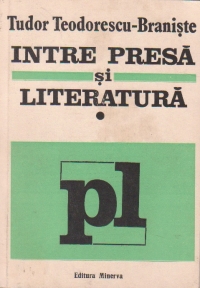 Tudor Teodorescu-Braniște
INTRE PRESĂ
și
LITERATURĂ
pl
Editura Minerva